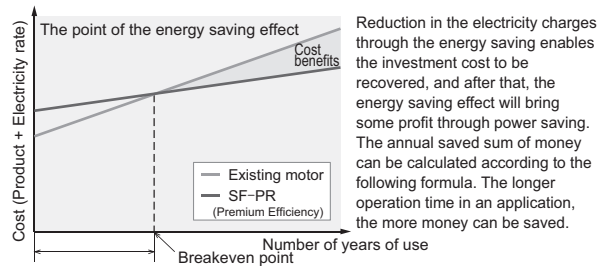 The point of the energy saving effect
Cost
benefits
Cost (Product + Electricity rate)
Existing motor
SF-PR
(Premium Efficiency)
Number of years of use
Breakeven point
Reduction in the electricity charges
through the energy saving enables
the investment cost to be
recovered, and after that, the
energy saving effect will bring
some profit through power saving.
The annual saved sum of money
can be calculated according to the
following formula. The longer
operation time in an application,
the more money can be saved.